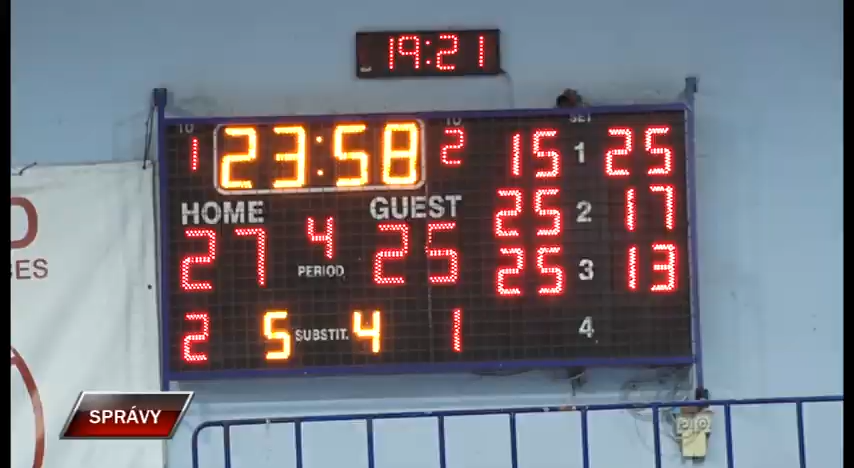 19:21
TO 23:58 TO SET
1 2 15 1 25
HOME GUEST 25 2 17
27 4 25
PERIOD 25 3 13
2 5 SUBSTIT. 4 1 4
GES
SPRÁVY